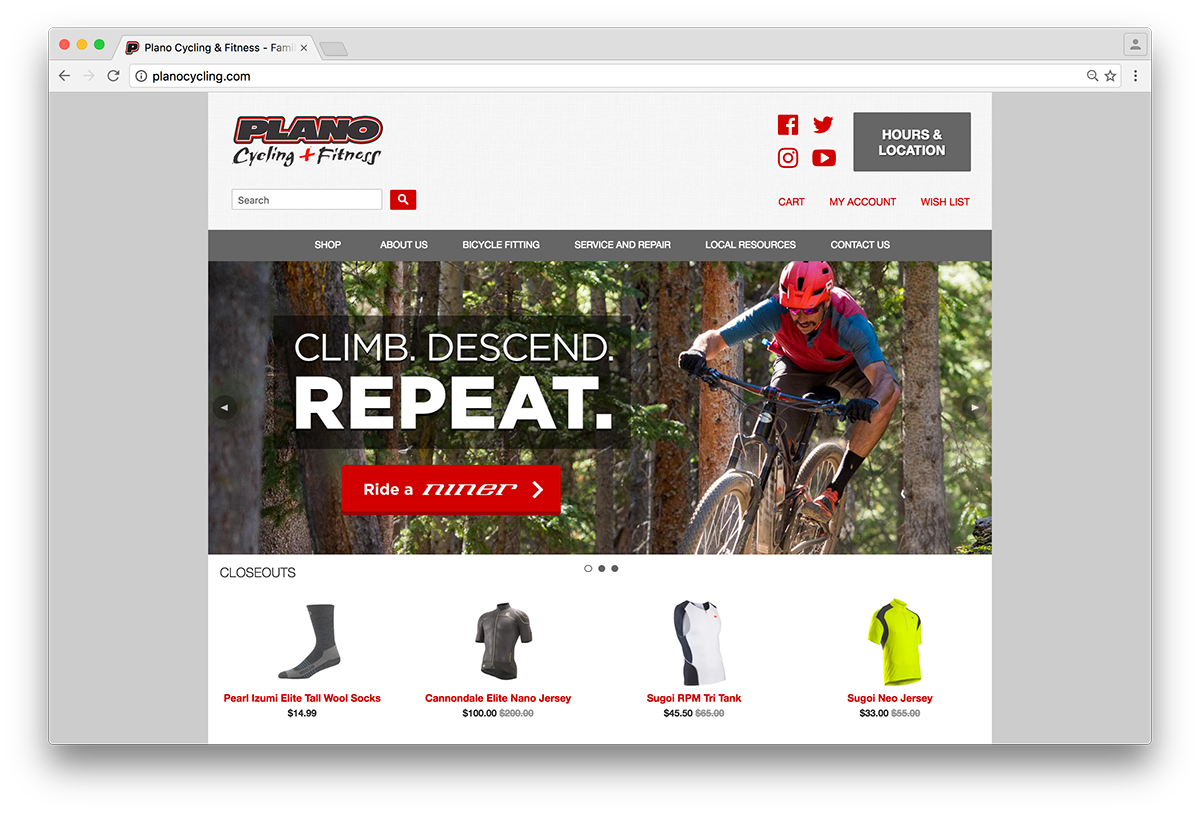 Plano Cycling & Fitness - Famil
planocycling.com
PLANO
Cycling + Fitness
HOURS &
LOCATION
Search
CART MY ACCOUNT WISH LIST
SHOP ABOUT US BICYCLE FITTING SERVICE AND REPAIR LOCAL RESOURCES CONTACT US
CLIMB. DESCEND.
REPEAT.
Ride a niner
CLOSEOUTS
Pearl Izumi Elite Tall Wool Socks
$14.99
Cannondale Elite Nano Jersey
$100.00 $200.00
Sugoi RPM Tri Tank
$45.50 $65.00
Sugoi Neo Jersey
$33.00 $55.00